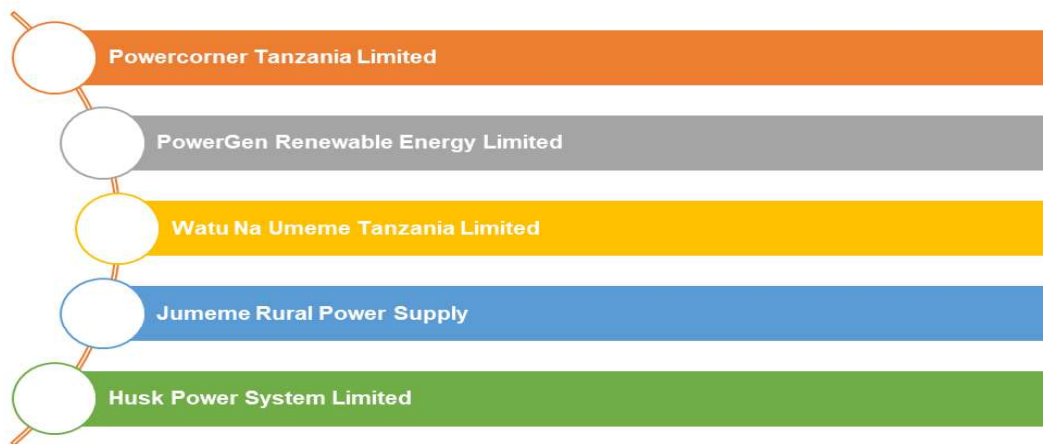 Powercorner Tanzania Limited
PowerGen Renewable Energy Limited
Watu Na Umeme Tanzania Limited
Jumeme Rural Power Supply
Husk Power System Limited